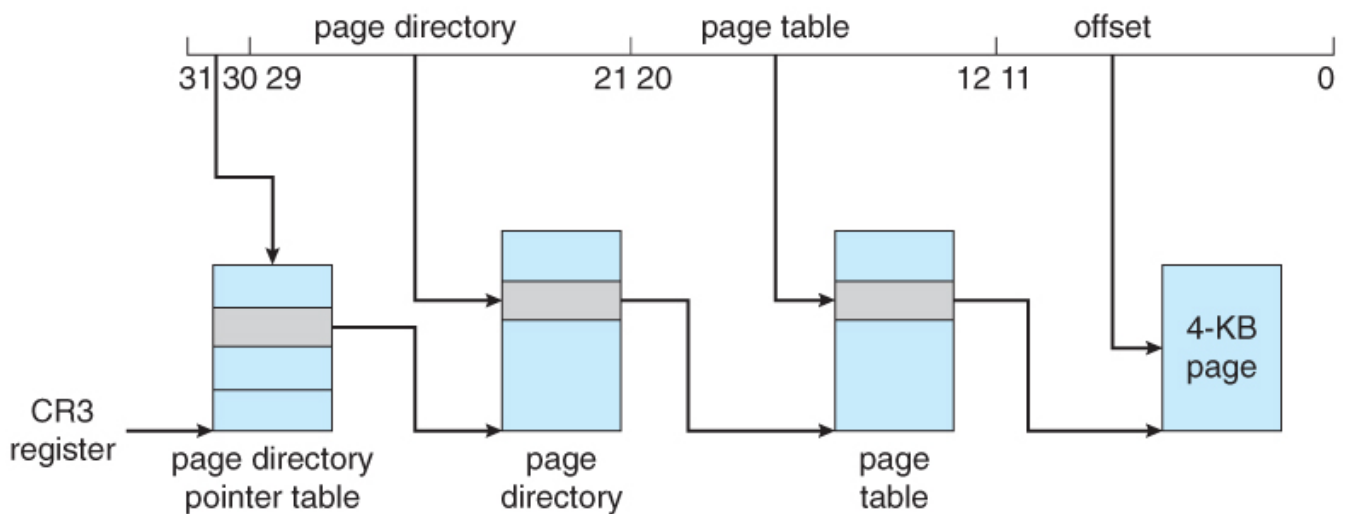 page directory
page table
offset
31 30 29
21 20
12 11
0
4-KB
page
CR3
register
page directory
pointer table
page
directory
page
table